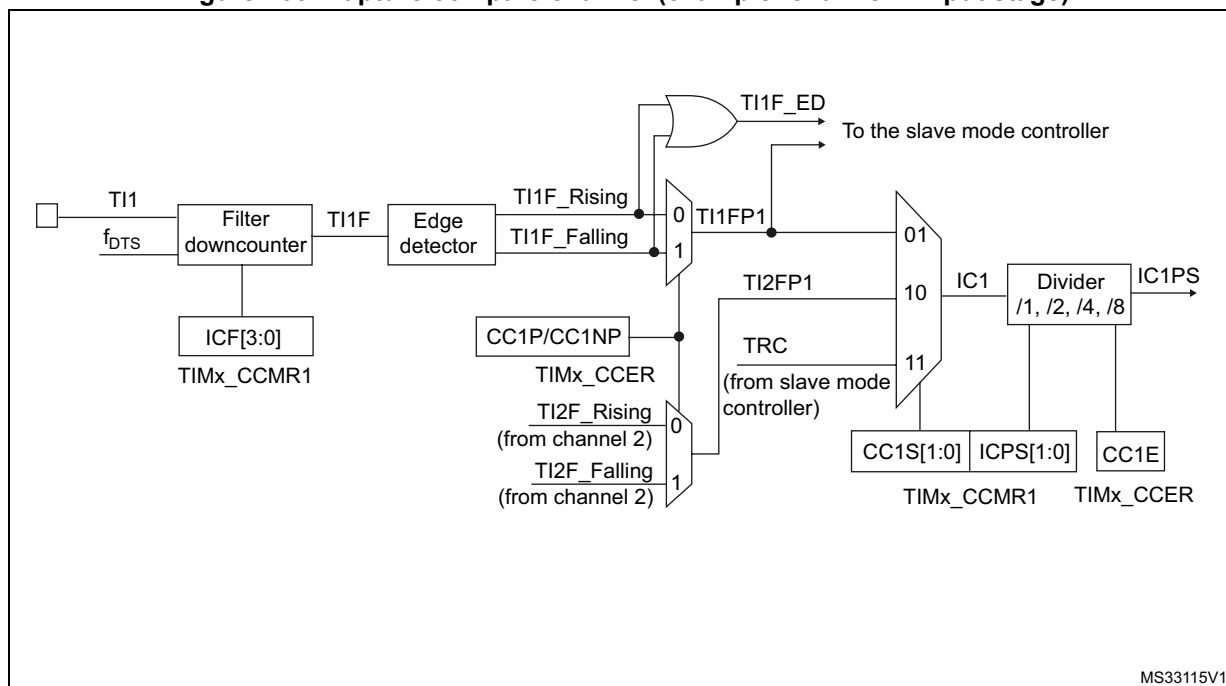 TI1F_ED
To the slave mode controller
TI1
f_DTS
Filter
downcounter
TI1F
Edge
detector
TI1F_Rising
TI1F_Falling
0
1
TI1FP1
01
TI2FP1
10
IC1
Divider
/1, /2, /4, /8
IC1PS
ICF[3:0]
TIMx_CCMR1
CC1P/CC1NP
TIMx_CCER
TRC
11
(from slave mode
controller)
TI2F_Rising
(from channel 2)
0
TI2F_Falling
(from channel 2)
1
CC1S[1:0]
ICPS[1:0]
CC1E
TIMx_CCMR1
TIMx_CCER
MS33115V1